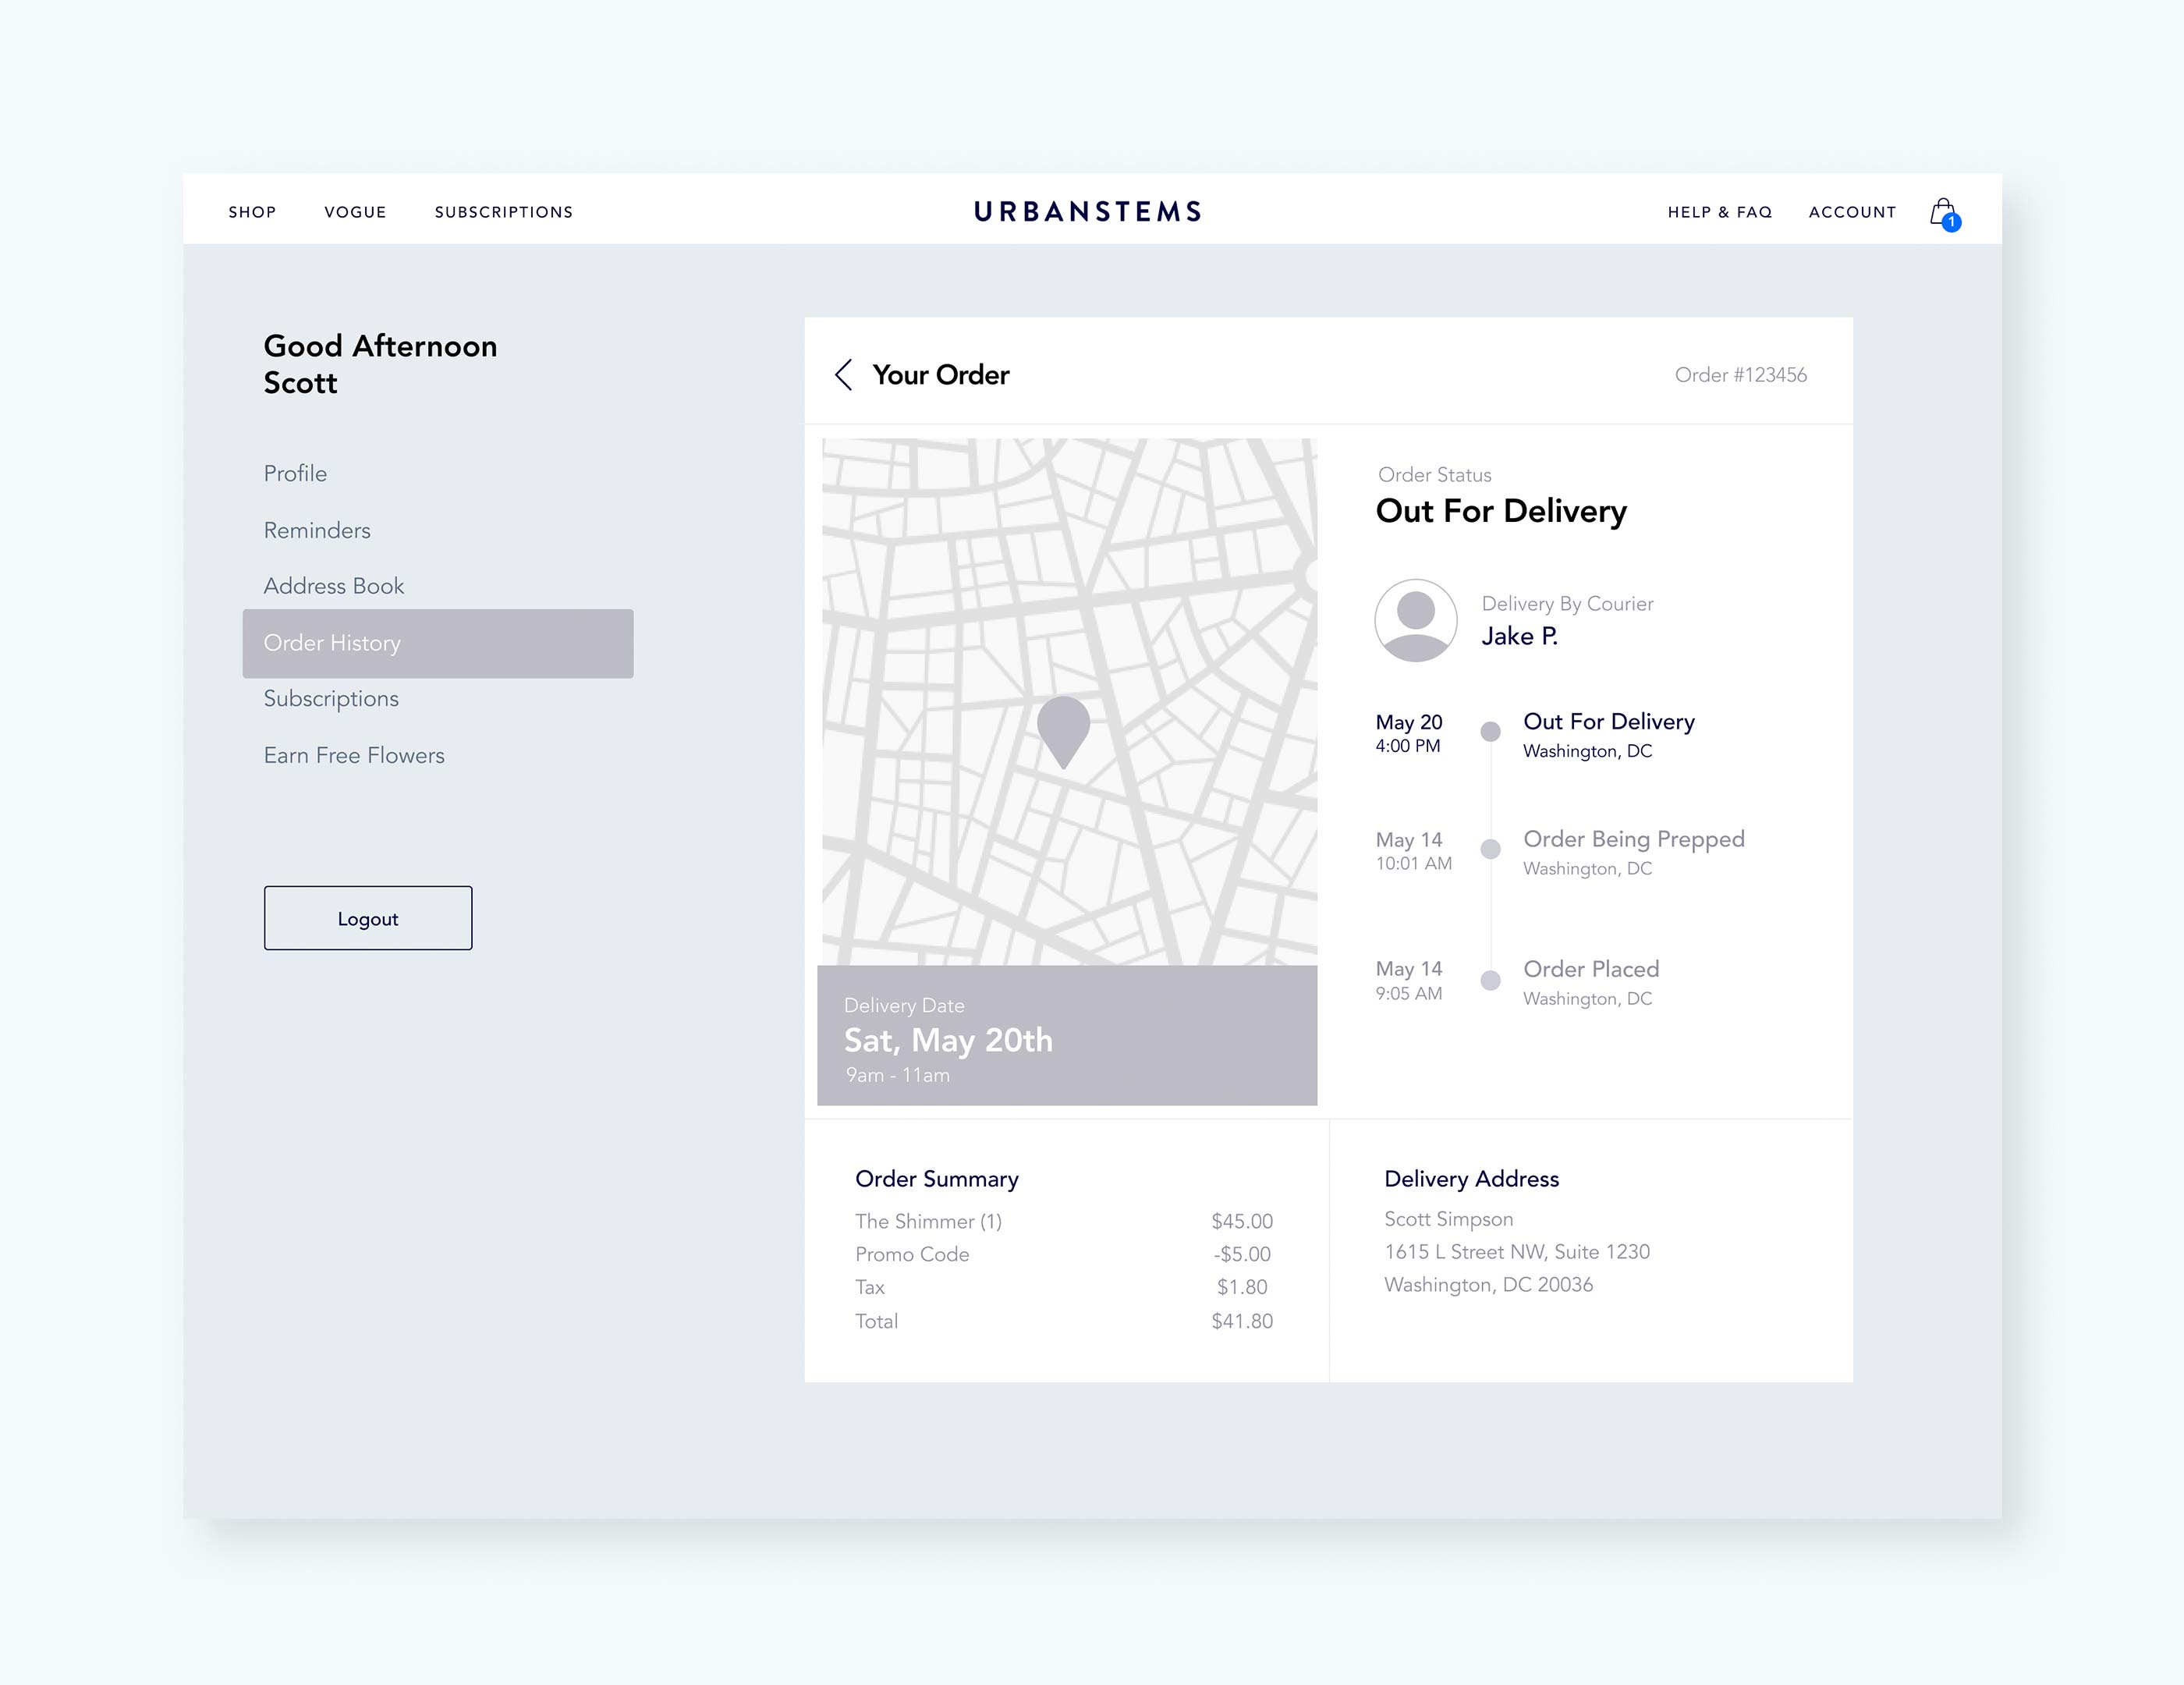 SHOP VOGUE SUBSCRIPTIONS URBANSTEMS HELP & FAQ ACCOUNT 1
Good Afternoon
Scott
Profile
Reminders
Address Book
Order History
Subscriptions
Earn Free Flowers
Logout
Your Order Order #123456
Order Status
Out For Delivery
Delivery By Courier
Jake P.
May 20 Out For Delivery
4:00 PM Washington, DC
May 14 Order Being Prepped
10:01 AM Washington, DC
May 14 Order Placed
9:05 AM Washington, DC
Delivery Date
Sat, May 20th
9am - 11am
Order Summary
The Shimmer (1) $45.00
Promo Code -$5.00
Tax $1.80
Total $41.80
Delivery Address
Scott Simpson
1615 L Street NW, Suite 1230
Washington, DC 20036